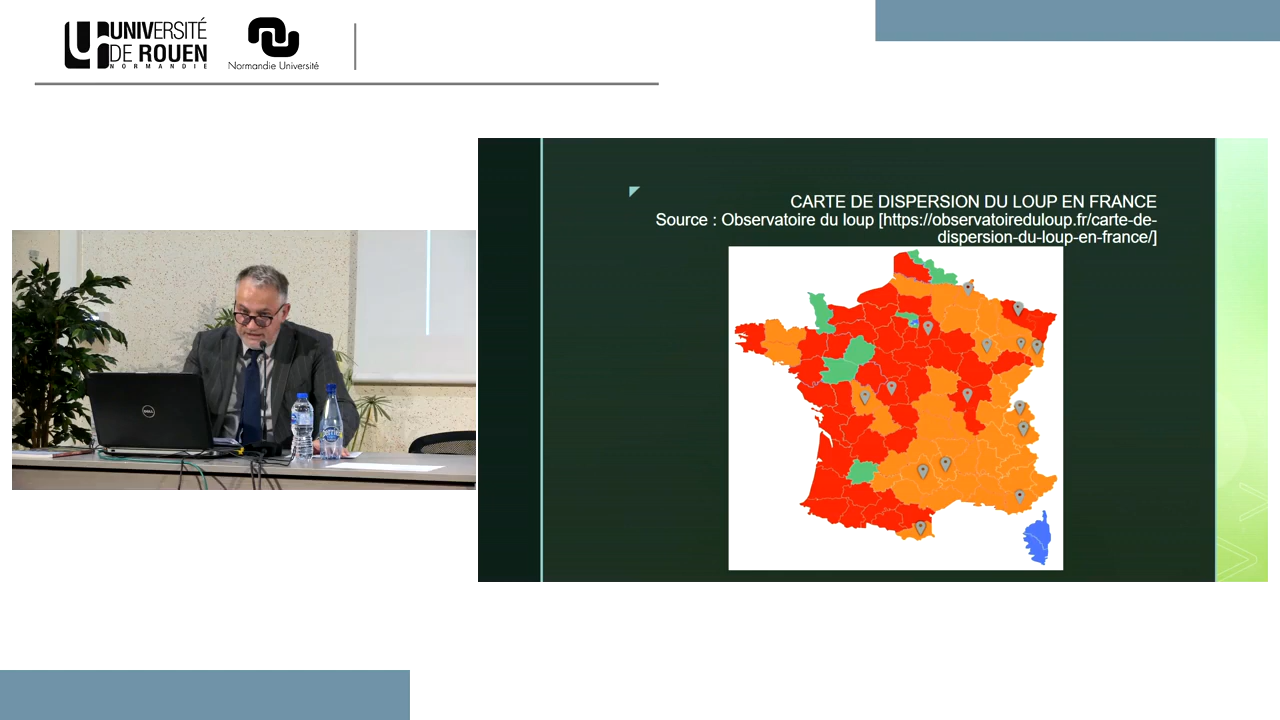 UNIVERSITÉ
DE ROUEN
NORMANDIE
Normandie Université
CARTE DE DISPERSION DU LOUP EN FRANCE
Source : Observatoire du loup [https://observatoireduloup.fr/carte-de-
dispersion-du-loup-en-france/]
DELL